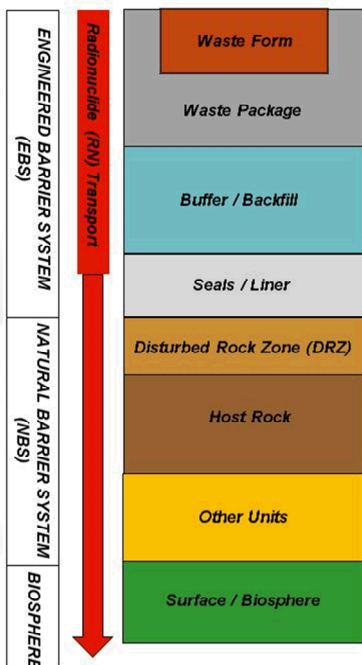 ENGINEERED BARRIER SYSTEM
(EBS)
NATURAL BARRIER SYSTEM
(NBS)
BIOSPHERE
Radionuclide (RN) Transport
Waste Form
Waste Package
Buffer / Backfill
Seals / Liner
Disturbed Rock Zone (DRZ)
Host Rock
Other Units
Surface / Biosphere